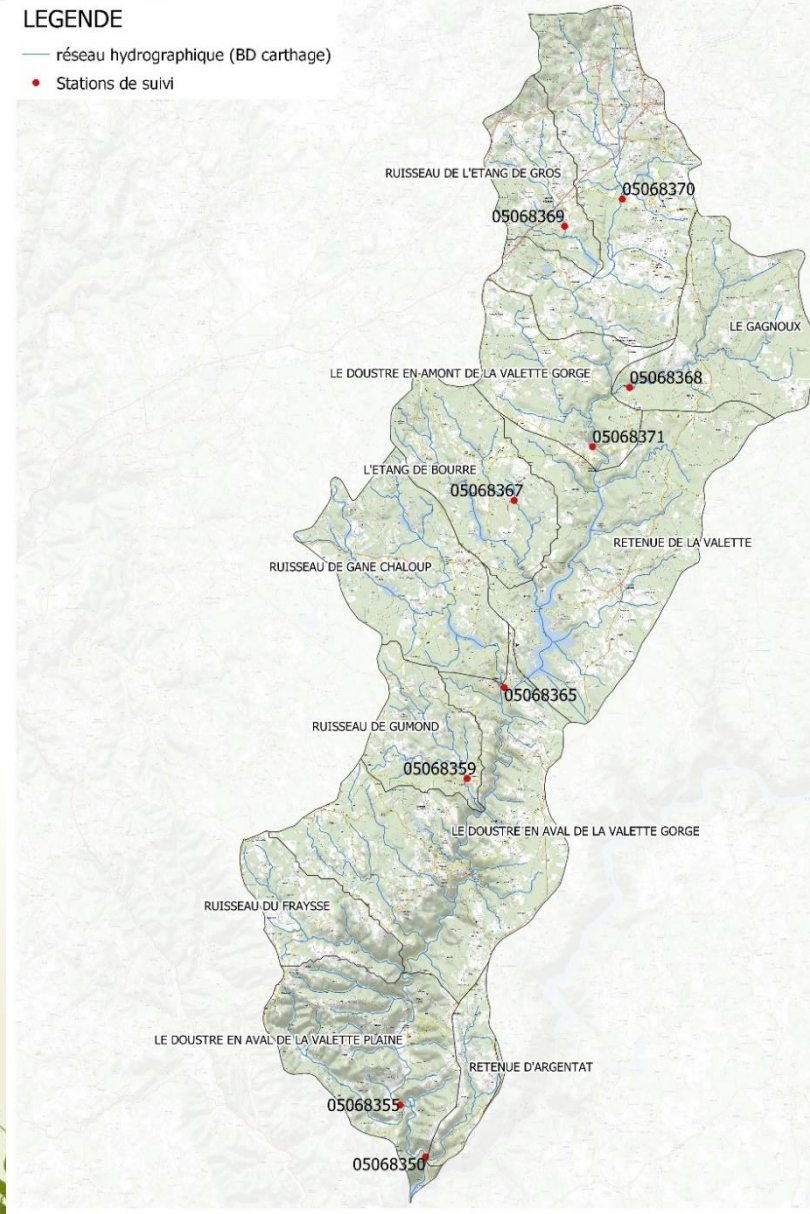 LEGENDE
réseau hydrographique (BD carthage)
Stations de suivi
RUISSEAU DE L'ETANG DE GROS
05068370
05068369
LE GAGNOUX
LE DOUSTRE EN AMONT DE LA VALETTE GORGE
05068368
05068371
L'ETANG DE BOURRE
05068367
RETENUE DE LA VALETTE
RUISSEAU DE GANE CHALOUP
05068365
RUISSEAU DE GUMOND
05068359
LE DOUSTRE EN AVAL DE LA VALETTE GORGE
RUISSEAU DU FRAYSSE
LE DOUSTRE EN AVAL DE LA VALETTE PLAINE
RETENUE D'ARGENTAT
05068355
05068350